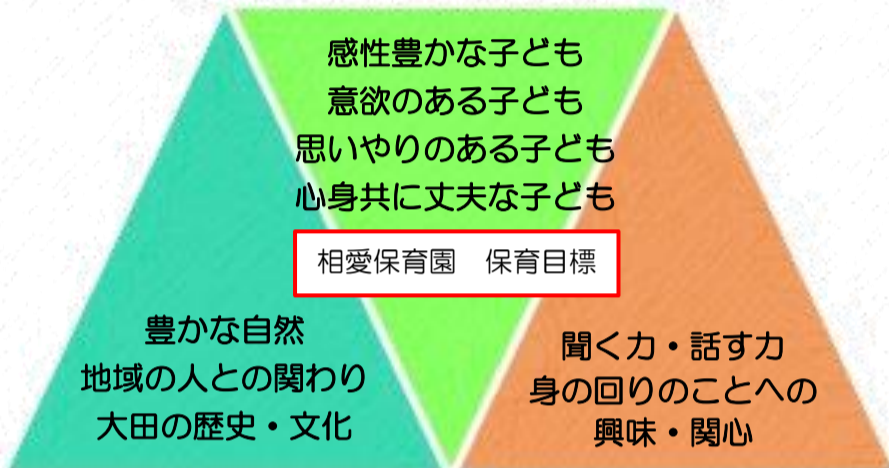 感性豊かな子ども
意欲のある子ども
思いやりのある子ども
心身共に丈夫な子ども
相愛保育園　保育目標
豊かな自然
地域の人との関わり
大田の歴史・文化
聞く力・話す力
身の回りのことへの
興味・関心